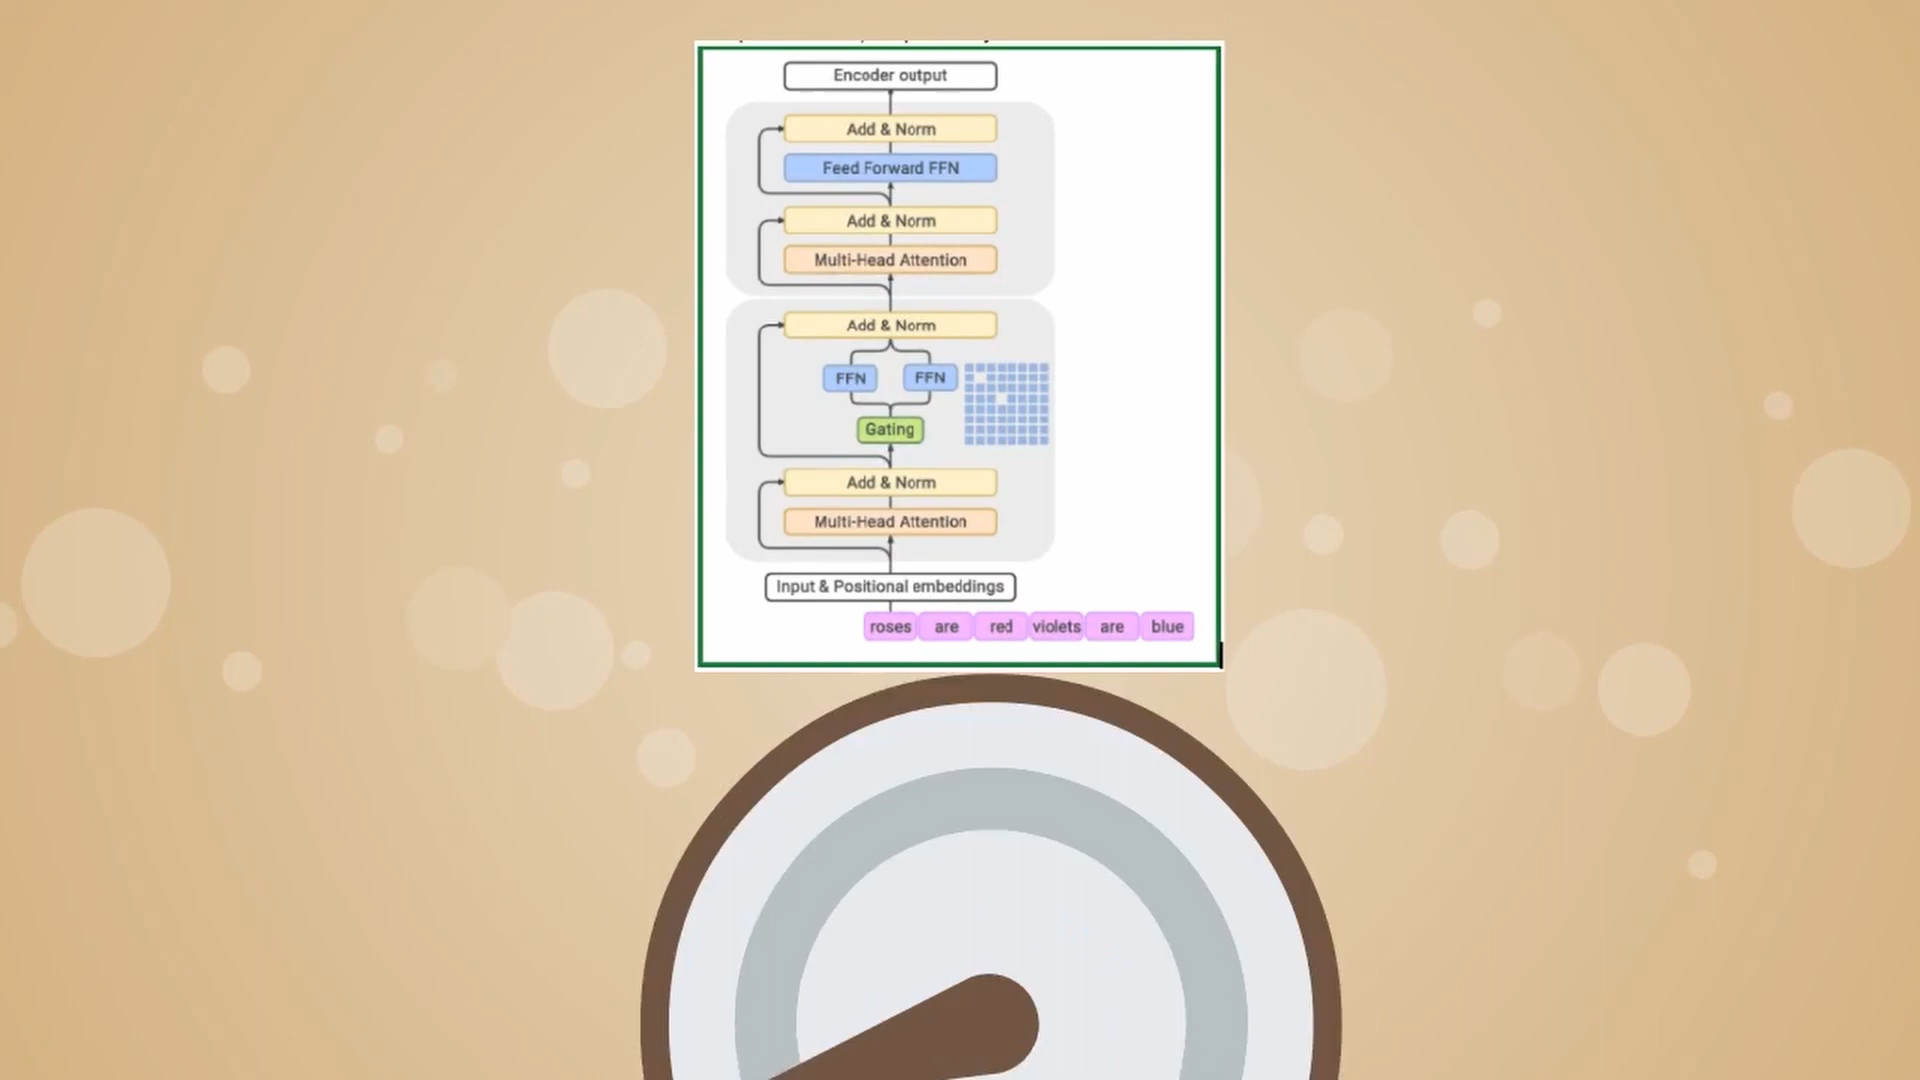 Encoder output
Add & Norm
Feed Forward FFN
Add & Norm
Multi-Head Attention
Add & Norm
FFN FFN
Gating
Add & Norm
Multi-Head Attention
Input & Positional embeddings
roses are red violets are blue